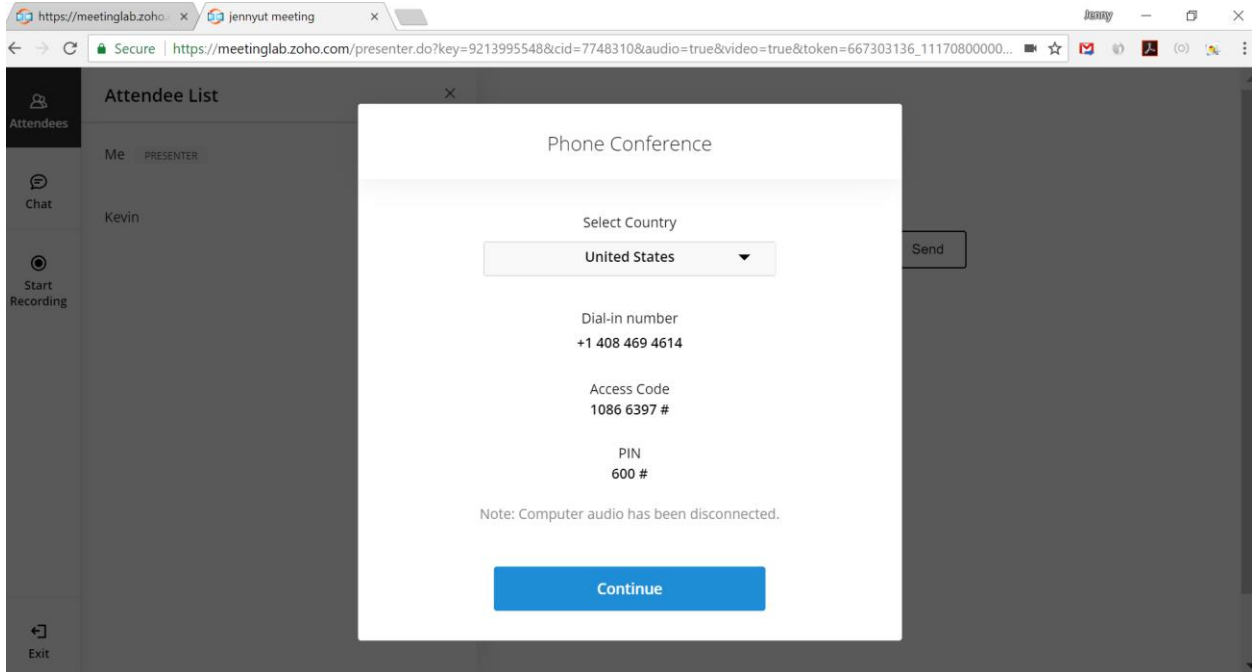 https://meetinglab.zoho.
jennyut meeting
Jenny
Secure
https://meetinglab.zoho.com/presenter.do?key=9213995548&cid=7748310&audio=true&video=true&token=667303136_11170800000...
Attendees
Chat
Start
Recording
Exit
Attendee List
Me PRESENTER
Kevin
Phone Conference
Select Country
United States
Dial-in number
+1 408 469 4614
Access Code
1086 6397 #
PIN
600 #
Note: Computer audio has been disconnected.
Continue
Send